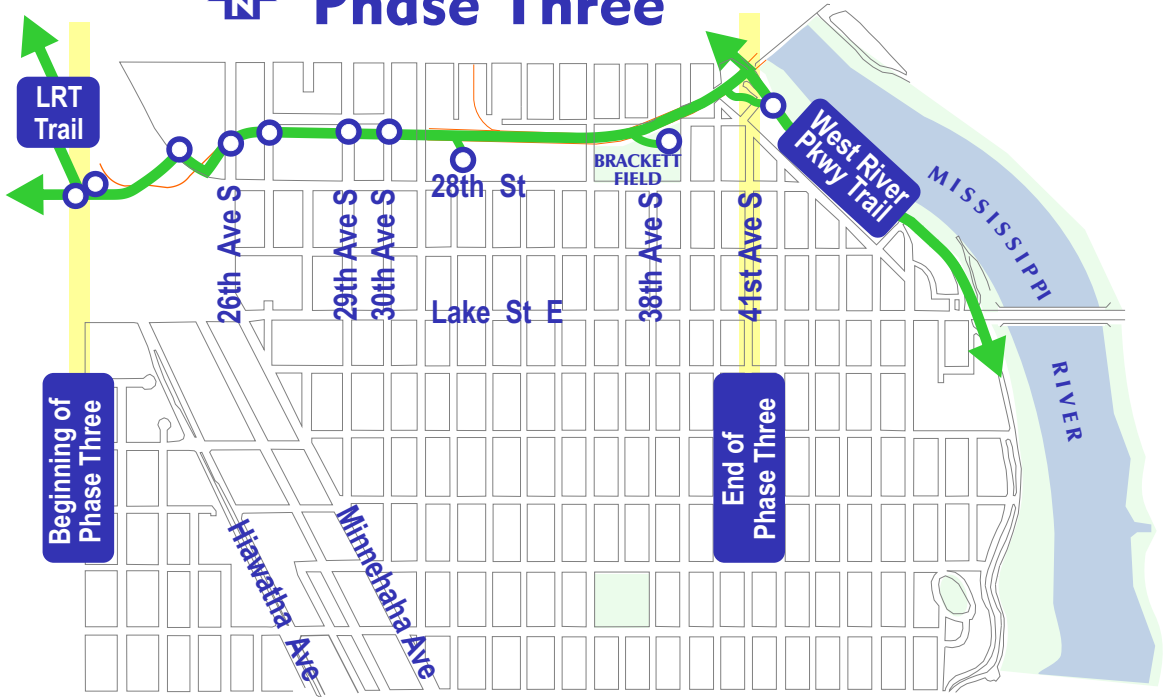 N
Phase Three
LRT
Trail
West River
Pkwy Trail
BRACKETT
FIELD
28th St
26th Ave S
29th Ave S
30th Ave S
38th Ave S
41st Ave S
Lake St E
MISSISSIPPI
RIVER
Beginning of
Phase Three
End of
Phase Three
Hiawatha Ave
Minnehaha Ave